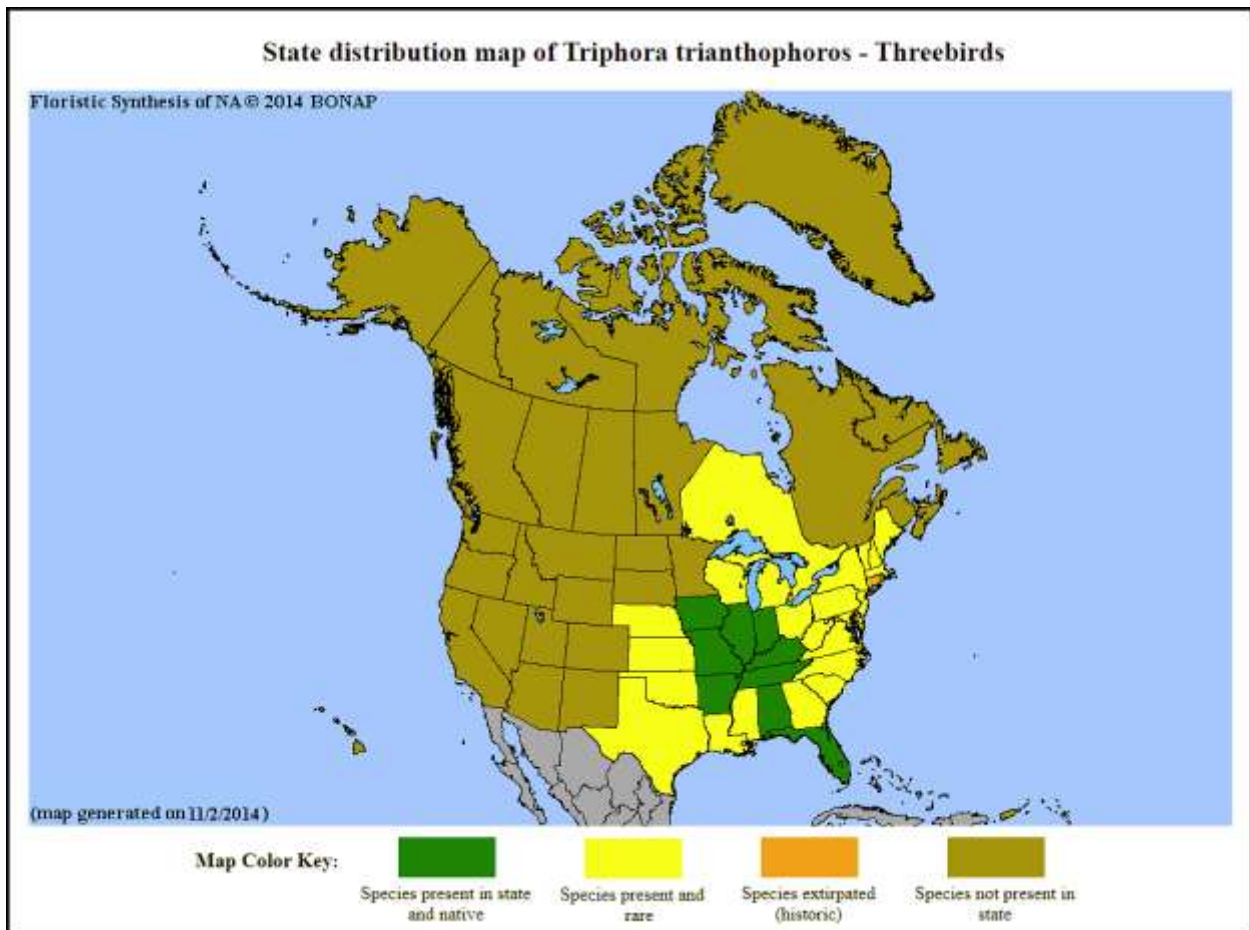 State distribution map of Triphora trianthophoros - Threebirds
Floristic Synthesis of NA © 2014 BONAP
(map generated on 11/2/2014)
Map Color Key:
Species present in state
and native
Species present and
rare
Species extirpated
(historic)
Species not present in
state